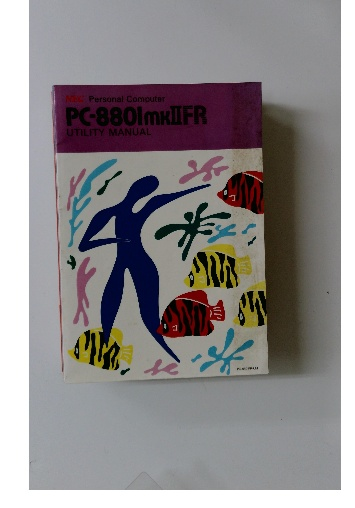 NEC Personal Computer
PC-8801mkIIFR
UTILITY MANUAL